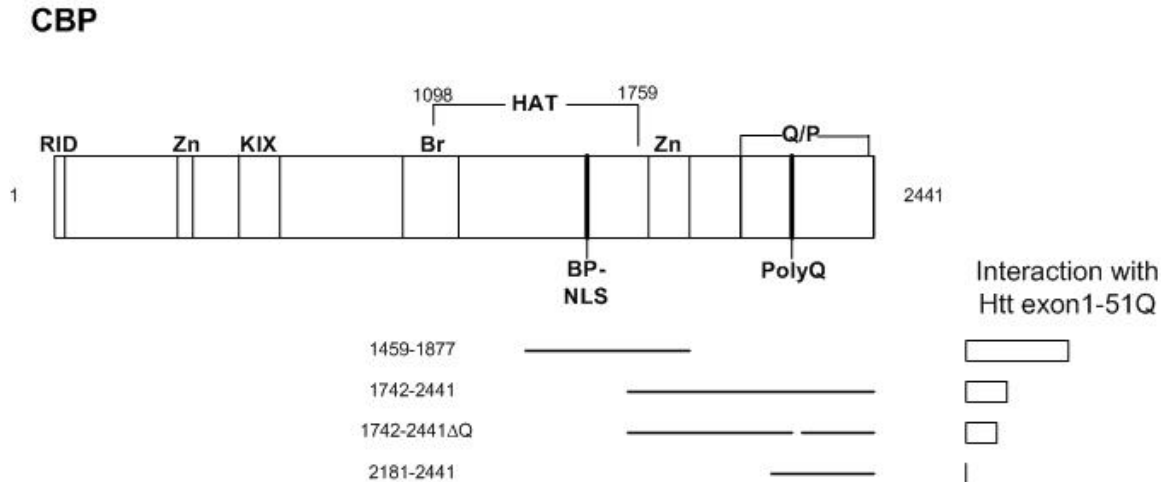 CBP
1098 HAT 1759
RID Zn KIX Br Zn Q/P
1 2441
BP-
NLS
PolyQ
Interaction with
Htt exon1-51Q
1459-1877
1742-2441
1742-2441ΔQ
2181-2441